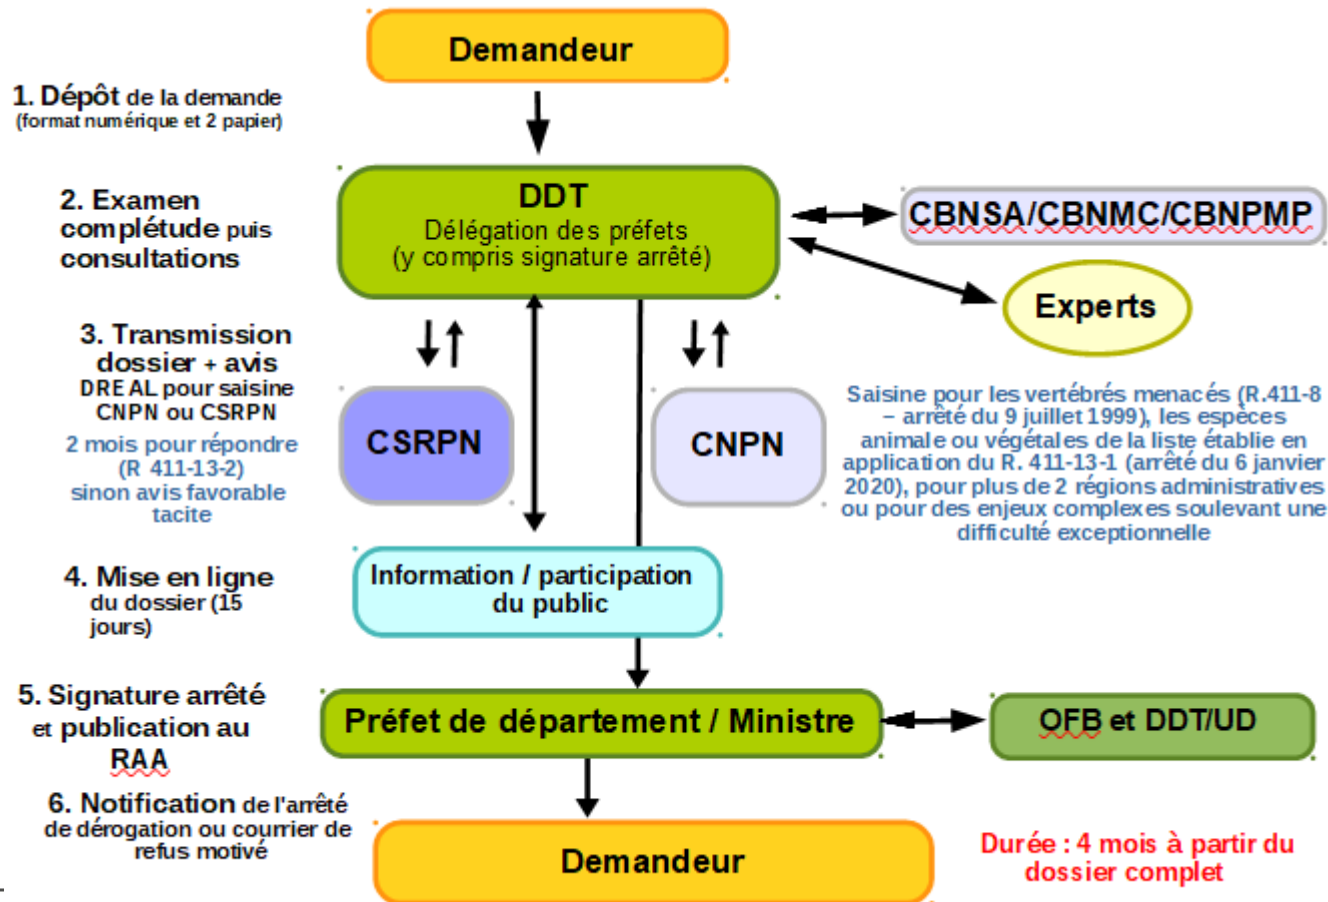 Demandeur
1. Dépôt de la demande
(format numérique et 2 papier)
2. Examen
complétude puis
consultations
DDT
Délégation des préfets
(y compris signature arrêté)
CBNSA/CBNMC/CBNPMP
Experts
3. Transmission
dossier + avis
DREAL pour saisine
CNPN ou CSRPN
2 mois pour répondre
(R 411-13-2)
sinon avis favorable
tacite
CSRPN
CNPN
Saisine pour les vertébrés menacés (R.411-8
– arrêté du 9 juillet 1999), les espèces
animale ou végétales de la liste établie en
application du R. 411-13-1 (arrêté du 6 janvier
2020), pour plus de 2 régions administratives
ou pour des enjeux complexes soulevant une
difficulté exceptionnelle
4. Mise en ligne
du dossier (15
jours)
Information / participation
du public
5. Signature arrêté
et publication au
RAA
Préfet de département / Ministre
OFB et DDT/UD
6. Notification de l'arrêté
de dérogation ou courrier de
refus motivé
Demandeur
Durée : 4 mois à partir du
dossier complet